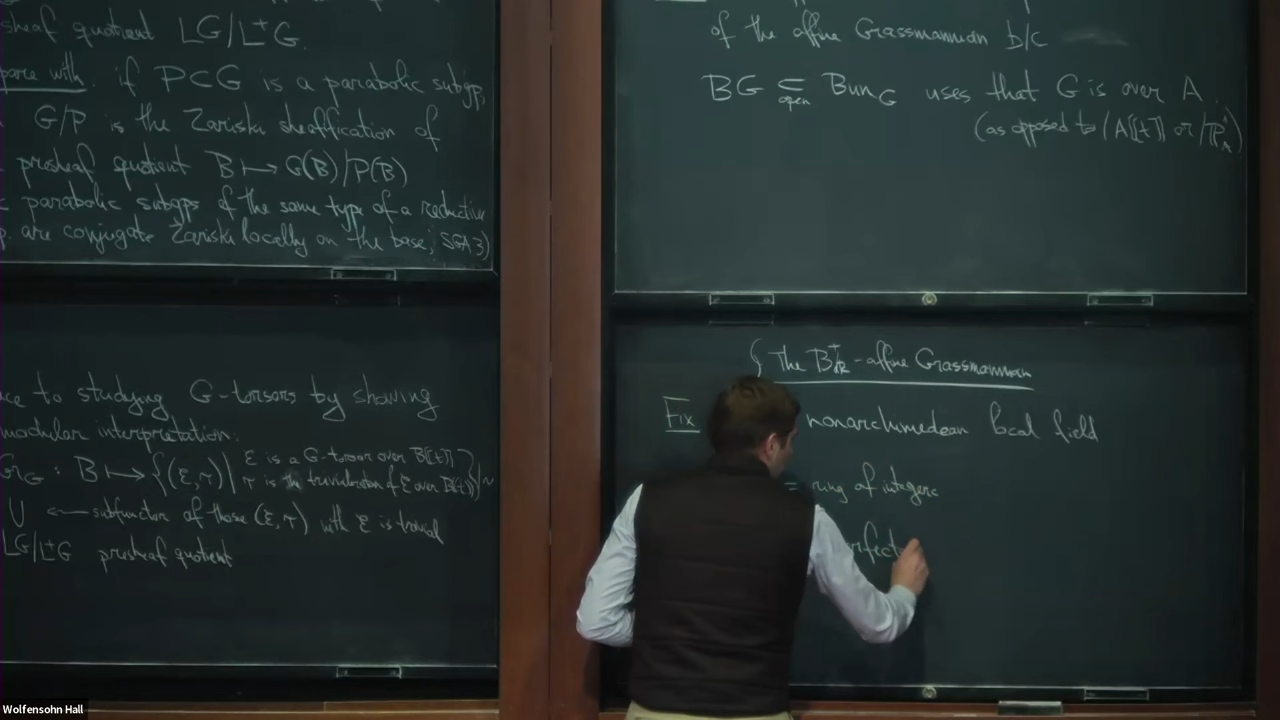 sheaf quotient LG/L⁺G.
pare with. if P⊂G is a parabolic subgp,
G/P is the Zariski sheaffication of
presheaf quotient B ↦ G(B)/P(B)
c parabolic subgps of the same type of a reductive
p. are conjugate Zariski locally on the base, SGA3)
ce to studying G-torsors by showing
modular interpretation:
Gr_G : B ↦ {(ℰ,τ) | ℰ is a G-torsor over B[[t]]
τ is the trivialization of ℰ over B((t))}/~
∪ ← subfunctor of those (ℰ,τ) with ℰ is trivial
LG/L⁺G presheaf quotient
of the affine Grassmannian b/c
BG ⊂ Bun_G uses that G is over A.
open
(as opposed to (A[[t]] or ℙ¹_A)
§ The B⁺_dR-affine Grassmannian
Fix nonarchimedean local field
= ring of integers
rfect
Wolfensohn Hall